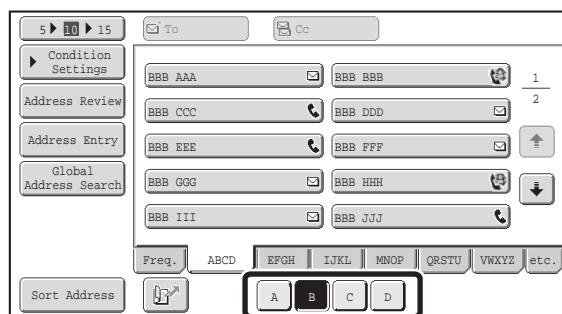 5 10 15
To
Cc
Condition
Settings
Address Review
Address Entry
Global
Address Search
BBB AAA
BBB BBB
BBB CCC
BBB DDD
BBB EEE
BBB FFF
BBB GGG
BBB HHH
BBB III
BBB JJJ
1
2
Freq. ABCD EFGH IJKL MNOP QRSTU VWXYZ etc.
Sort Address
A B C D